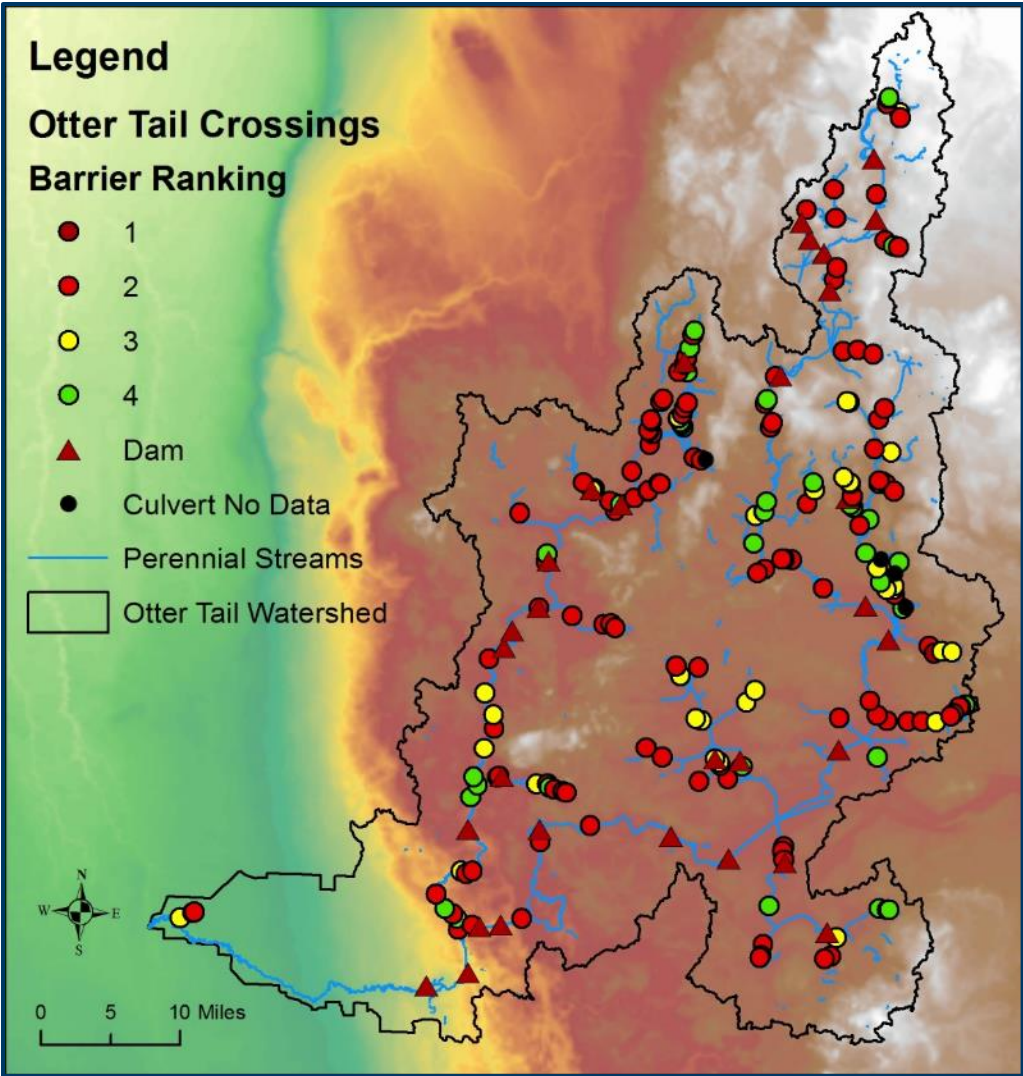 Legend
Otter Tail Crossings
Barrier Ranking
1
2
3
4
Dam
Culvert No Data
Perennial Streams
Otter Tail Watershed
N
W E
S
0 5 10 Miles